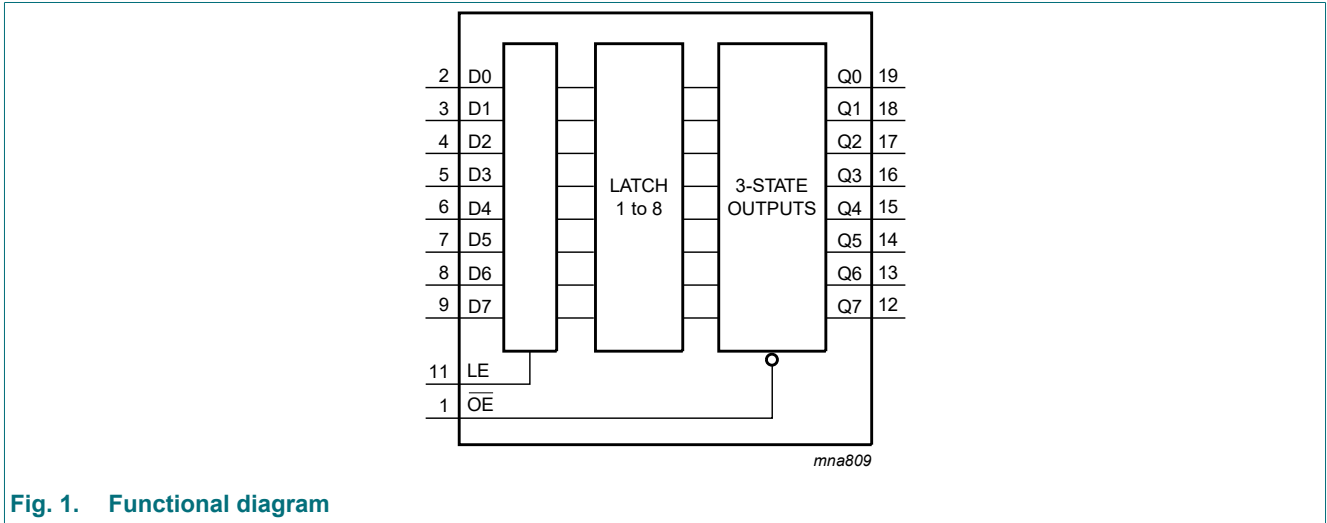 2 D0 Q0 19
3 D1 Q1 18
4 D2 Q2 17
5 D3 Q3 16
LATCH 3-STATE
1 to 8 OUTPUTS
6 D4 Q4 15
7 D5 Q5 14
8 D6 Q6 13
9 D7 Q7 12
11 LE
1 O̅E̅
mna809
Fig. 1. Functional diagram